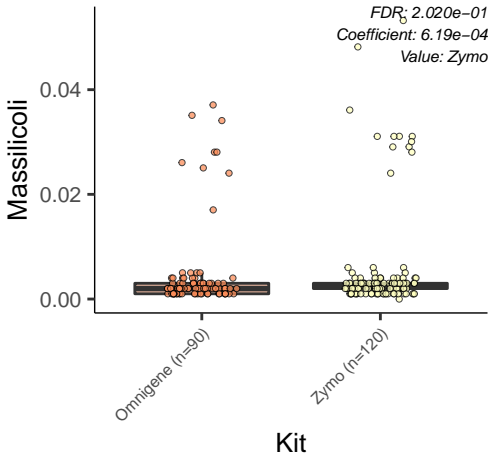 FDR: 2.020e−01
Coefficient: 6.19e−04
Value: Zymo
Massilicoli
0.04
0.02
0.00
Omnigene (n=90)
Zymo (n=120)
Kit